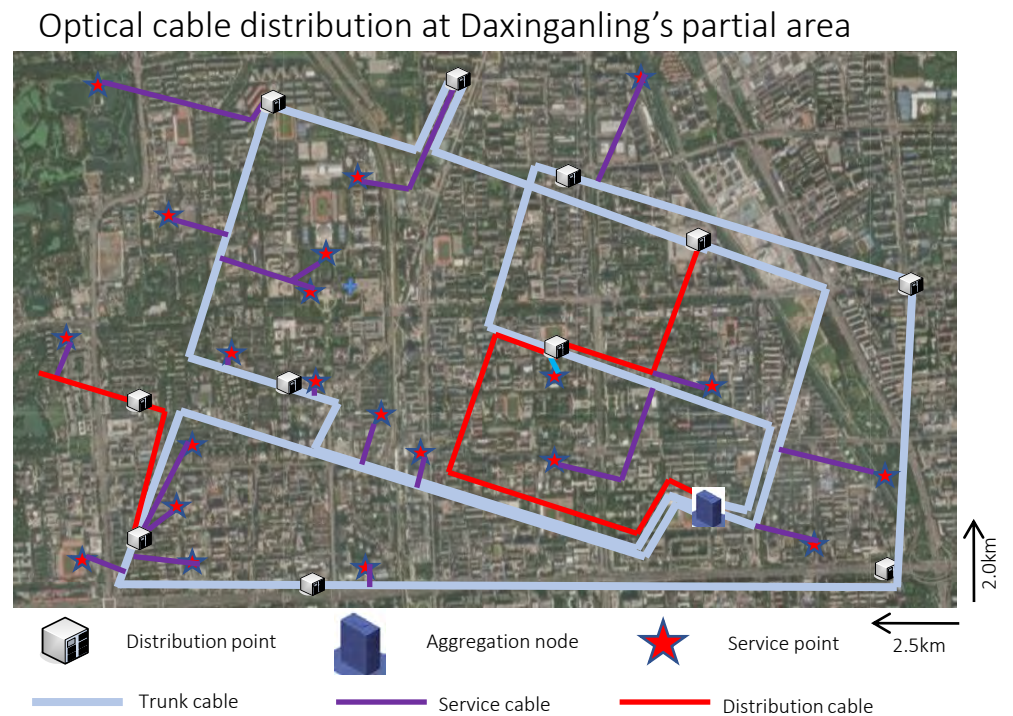 Optical cable distribution at Daxinganling’s partial area
2.0km
2.5km
Distribution point
Aggregation node
Service point
Trunk cable
Service cable
Distribution cable